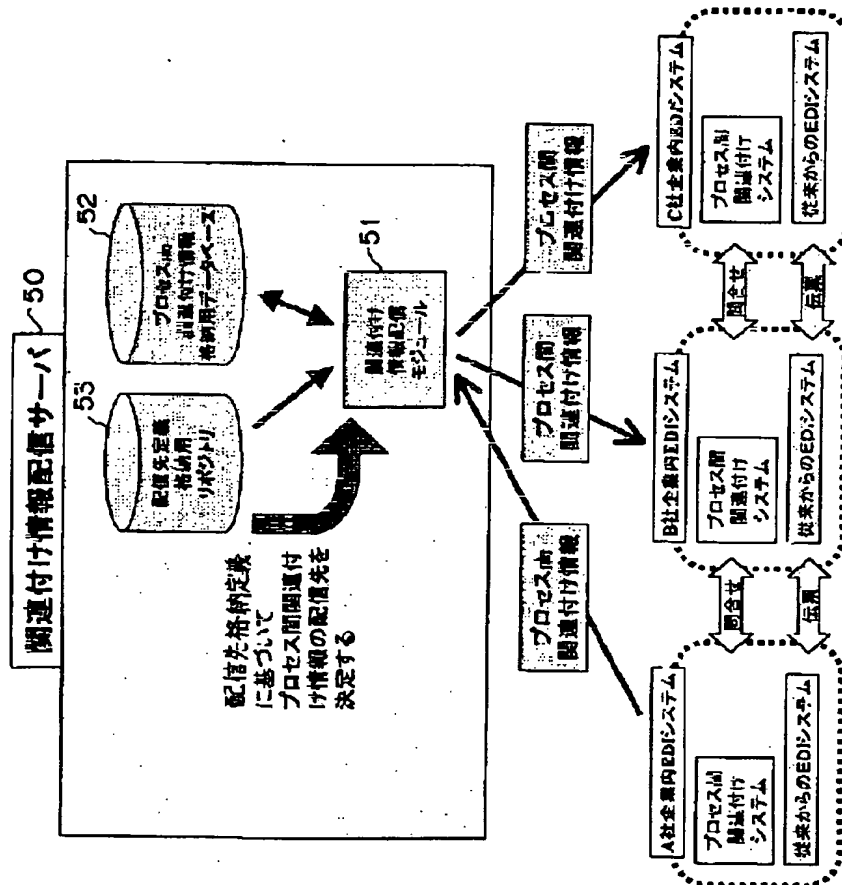 関連付け情報配信サーバ
50
53
配信先定義
格納用
リポジトリ
52
プロセス間
関連付け情報
格納用データベース
51
関連付け
情報配信
モジュール
配信先格納定義
に基づいて
プロセス間関連付
け情報の配信先を
決定する
プロセス間
関連付け情報
プロセス間
関連付け情報
プロセス間
関連付け情報
A社企業内EDIシステム
プロセス間
関連付け
システム
従来からのEDIシステム
問合せ
伝票
B社企業内EDIシステム
プロセス間
関連付け
システム
従来からのEDIシステム
問合せ
伝票
C社企業内EDIシステム
プロセス間
関連付け
システム
従来からのEDIシステム